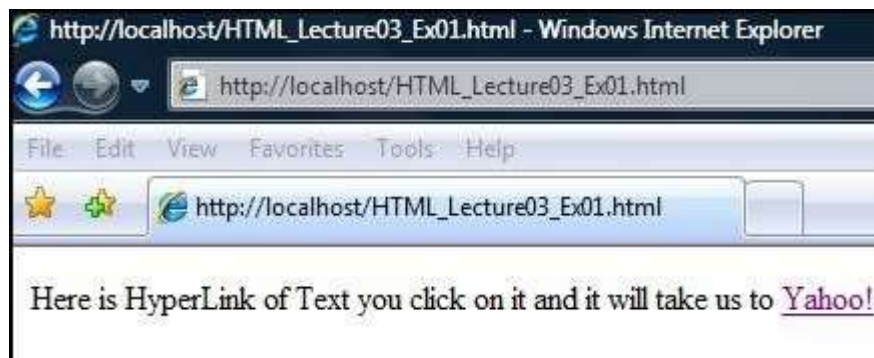 http://localhost/HTML_Lecture03_Ex01.html - Windows Internet Explorer
http://localhost/HTML_Lecture03_Ex01.html
File Edit View Favorites Tools Help
http://localhost/HTML_Lecture03_Ex01.html
Here is HyperLink of Text you click on it and it will take us to Yahoo!